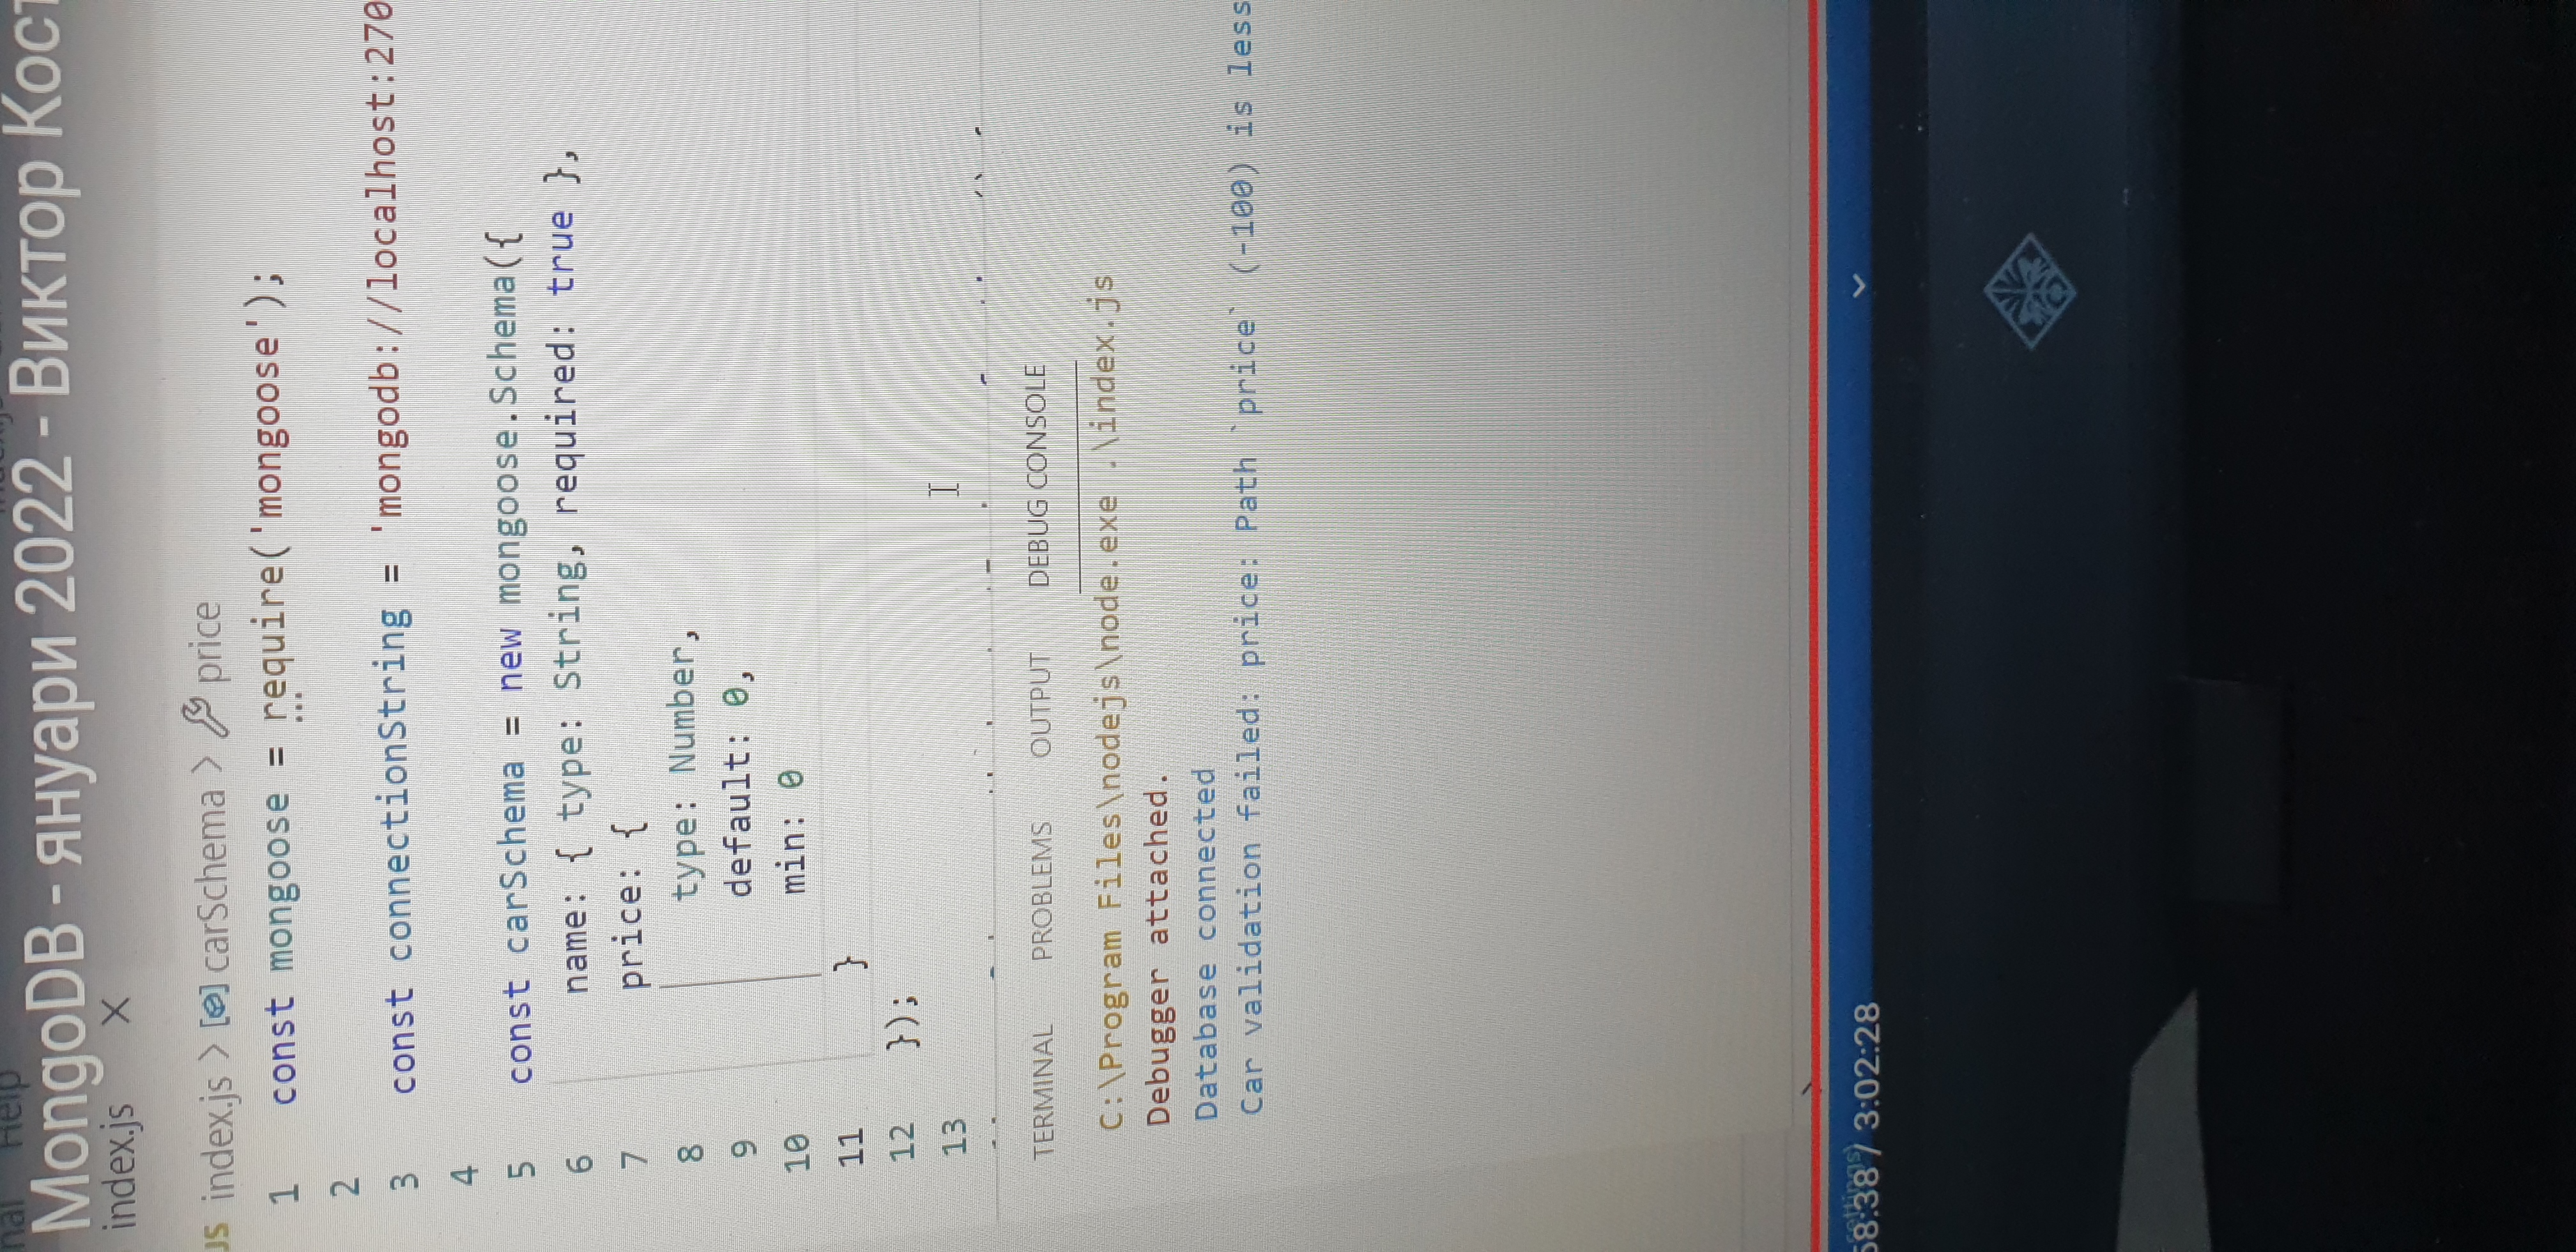 Help
MongoDB - януари 2022 - Виктор Кост
index.js
JS index.js > carSchema > price
1 const mongoose = require('mongoose');
2
3 const connectionString = 'mongodb://localhost:270
4
5 const carSchema = new mongoose.Schema({
6 name: { type: String, required: true },
7 price: {
8 type: Number,
9 default: 0,
10 min: 0
11 }
12 });
13
TERMINAL PROBLEMS OUTPUT DEBUG CONSOLE
C:\Program Files\nodejs\node.exe .\index.js
Debugger attached.
Database connected
Car validation failed: price: Path `price` (-100) is less
58:38 / 3:02:28